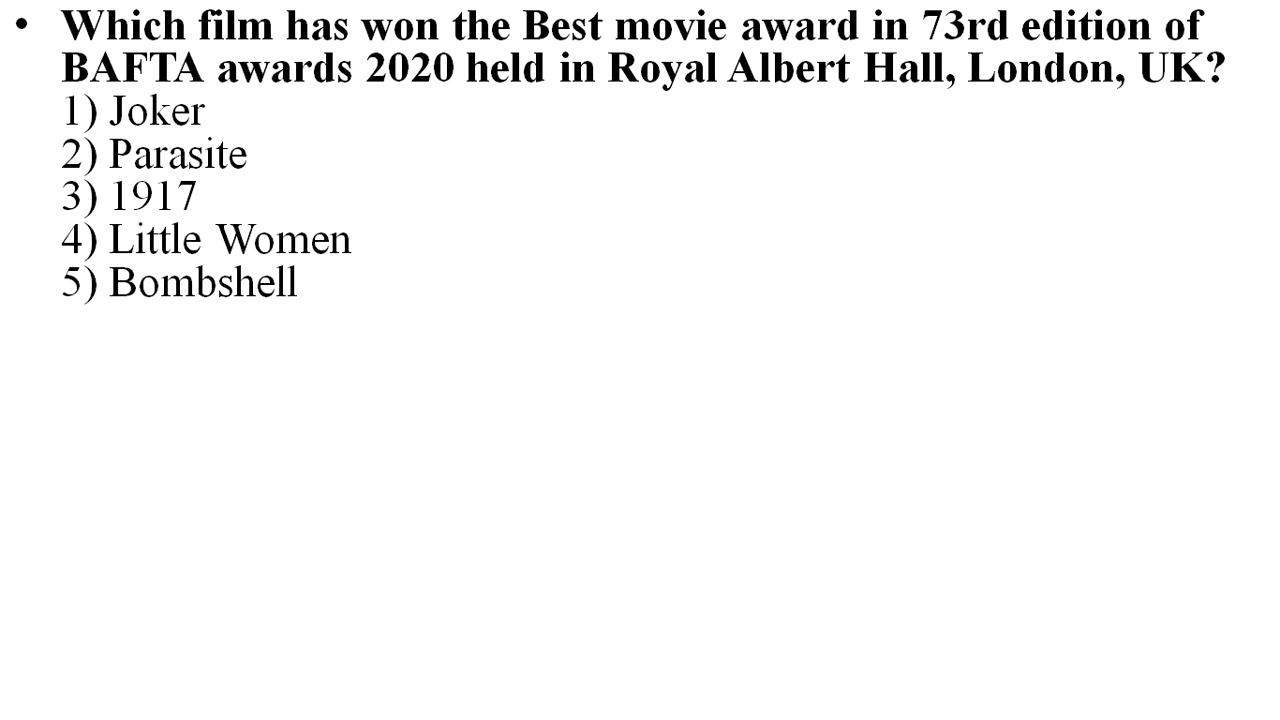 • Which film has won the Best movie award in 73rd edition of
BAFTA awards 2020 held in Royal Albert Hall, London, UK?
1) Joker
2) Parasite
3) 1917
4) Little Women
5) Bombshell